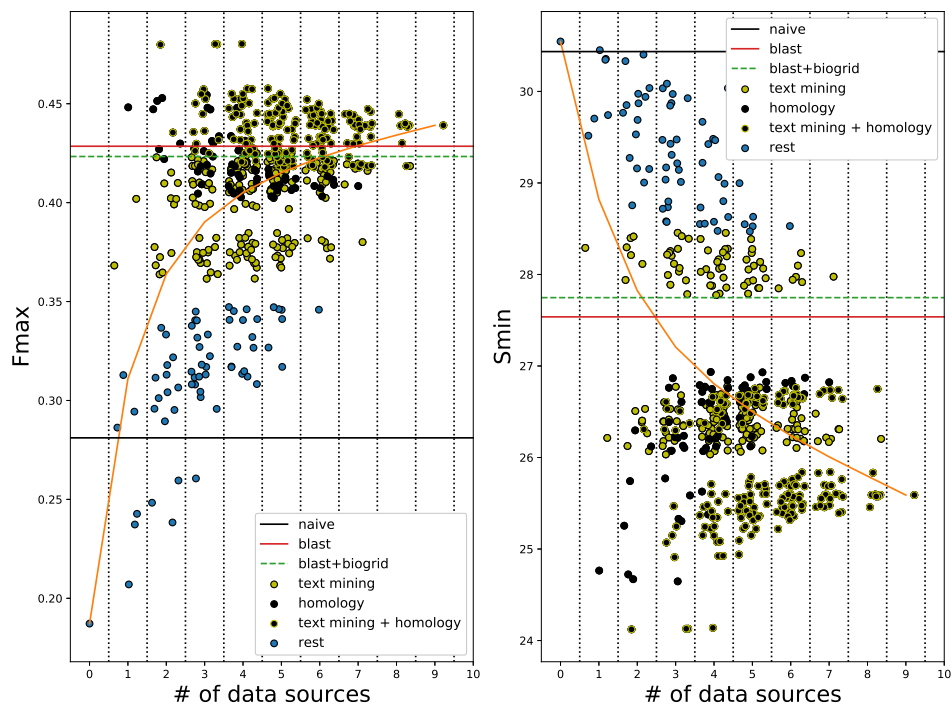 Fmax
0.45
0.40
0.35
0.30
0.25
0.20
naive
blast
blast+biogrid
text mining
homology
text mining + homology
rest
0 1 2 3 4 5 6 7 8 9 10
# of data sources
Smin
30
29
28
27
26
25
24
naive
blast
blast+biogrid
text mining
homology
text mining + homology
rest
0 1 2 3 4 5 6 7 8 9 10
# of data sources